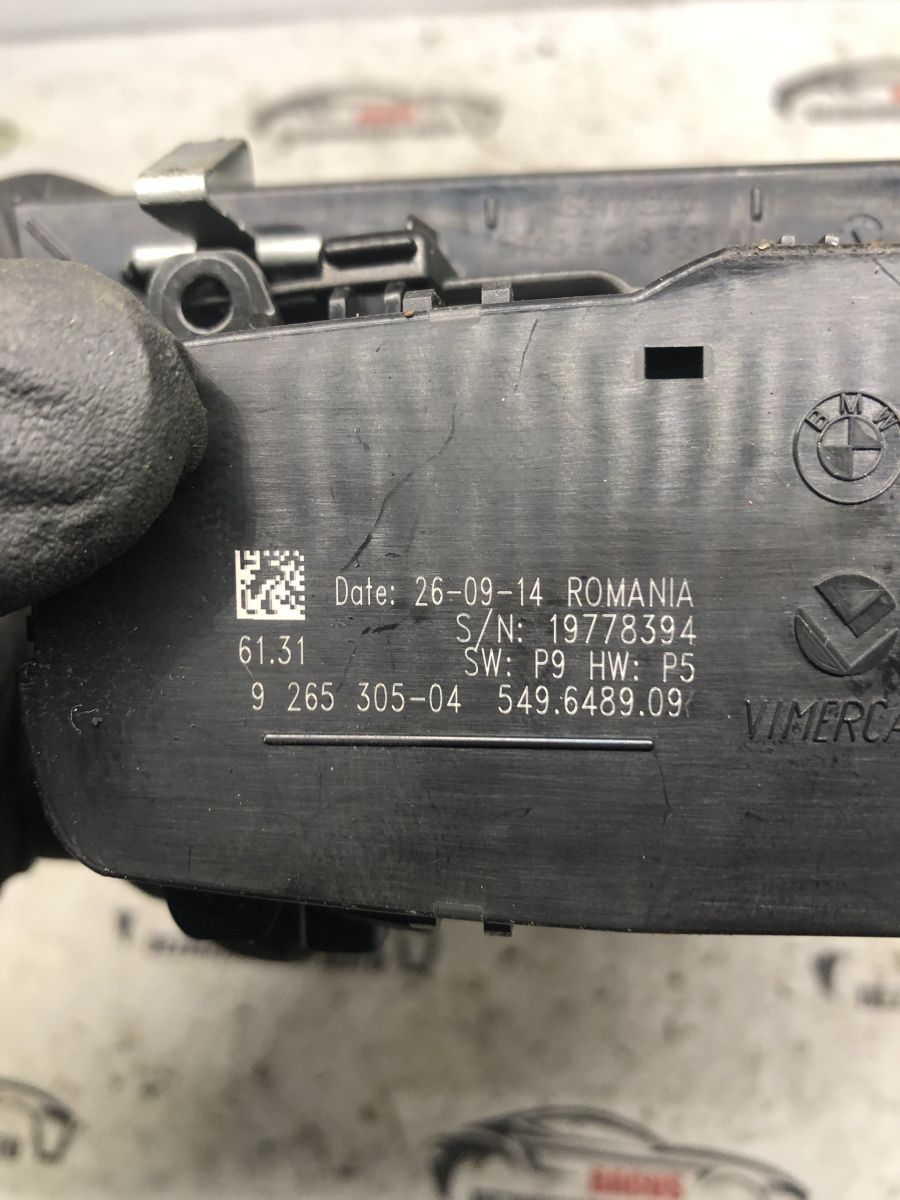 BMW
Date: 26-09-14 ROMANIA
S/N: 19778394
61.31
SW: P9 HW: P5
9 265 305-04 549.6489.09
VIMERCA